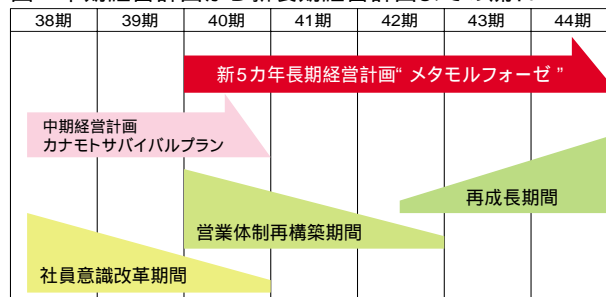 38期 39期 40期 41期 42期 43期 44期
新5カ年長期経営計画“メタモルフォーゼ”
中期経営計画
カナモトサバイバルプラン
再成長期間
営業体制再構築期間
社員意識改革期間